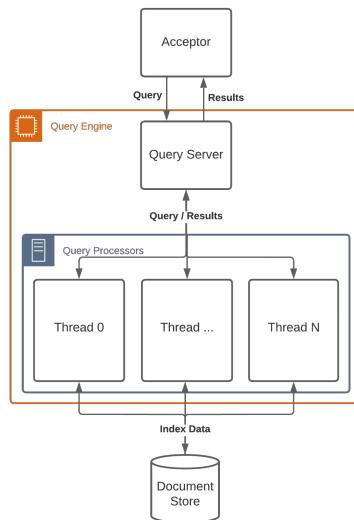 Acceptor
Query
Results
Query Engine
Query Server
Query / Results
Query Processors
Thread 0
Thread ...
Thread N
Index Data
Document
Store